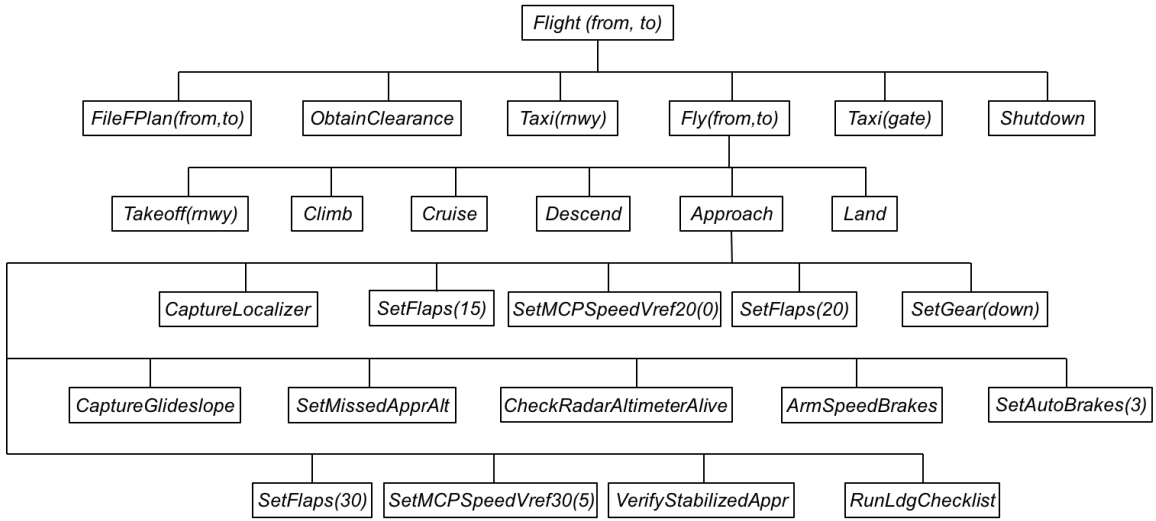 Flight (from, to)
FileFPlan(from,to)
ObtainClearance
Taxi(rnwy)
Fly(from,to)
Taxi(gate)
Shutdown
Takeoff(rnwy)
Climb
Cruise
Descend
Approach
Land
CaptureLocalizer
SetFlaps(15)
SetMCPSpeedVref20(0)
SetFlaps(20)
SetGear(down)
CaptureGlideslope
SetMissedApprAlt
CheckRadarAltimeterAlive
ArmSpeedBrakes
SetAutoBrakes(3)
SetFlaps(30)
SetMCPSpeedVref30(5)
VerifyStabilizedAppr
RunLdgChecklist